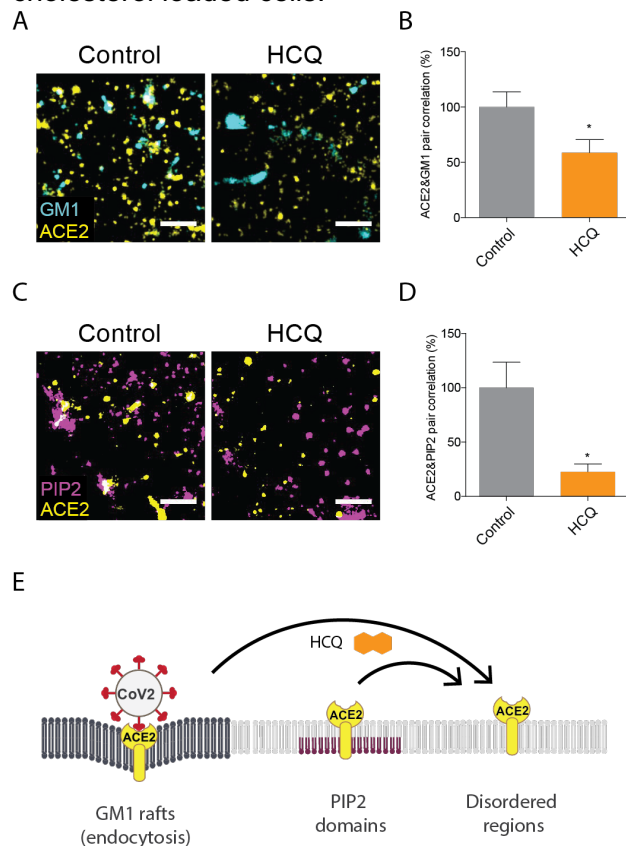 cholesterol loaded cells.
A
Control
HCQ
GM1
ACE2
B
ACE2&GM1 pair correlation (%)
150
100
50
0
Control
HCQ
*
C
Control
HCQ
PIP2
ACE2
D
ACE2&PIP2 pair correlation (%)
150
100
50
0
Control
HCQ
*
E
HCQ
CoV2
ACE2
ACE2
ACE2
GM1 rafts
(endocytosis)
PIP2
domains
Disordered
regions